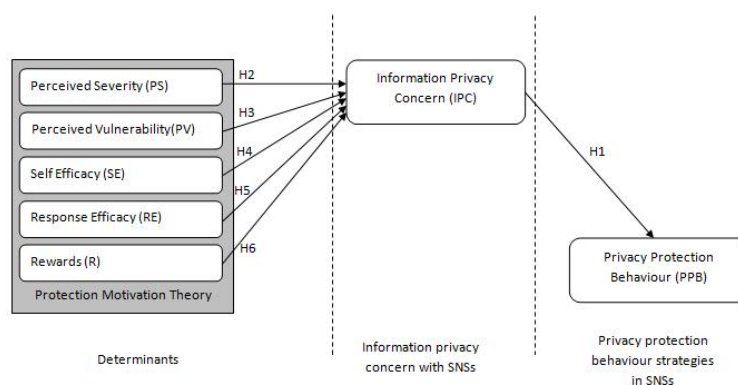 Perceived Severity (PS)
Perceived Vulnerability(PV)
Self Efficacy (SE)
Response Efficacy (RE)
Rewards (R)
Protection Motivation Theory
Determinants
H2
H3
H4
H5
H6
Information Privacy
Concern (IPC)
Information privacy
concern with SNSs
H1
Privacy Protection
Behaviour (PPB)
Privacy protection
behaviour strategies
in SNSs